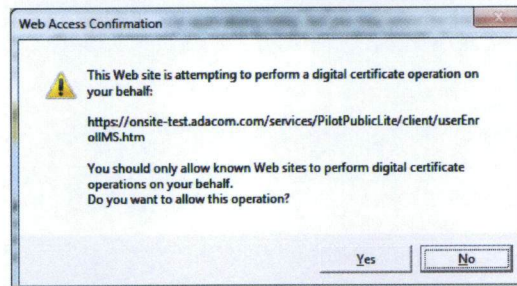 Web Access Confirmation
This Web site is attempting to perform a digital certificate operation on
your behalf:
https://onsite-test.adacom.com/services/PilotPublicLite/client/userEnr
ollMS.htm
You should only allow known Web sites to perform digital certificate
operations on your behalf.
Do you want to allow this operation?
Yes
No